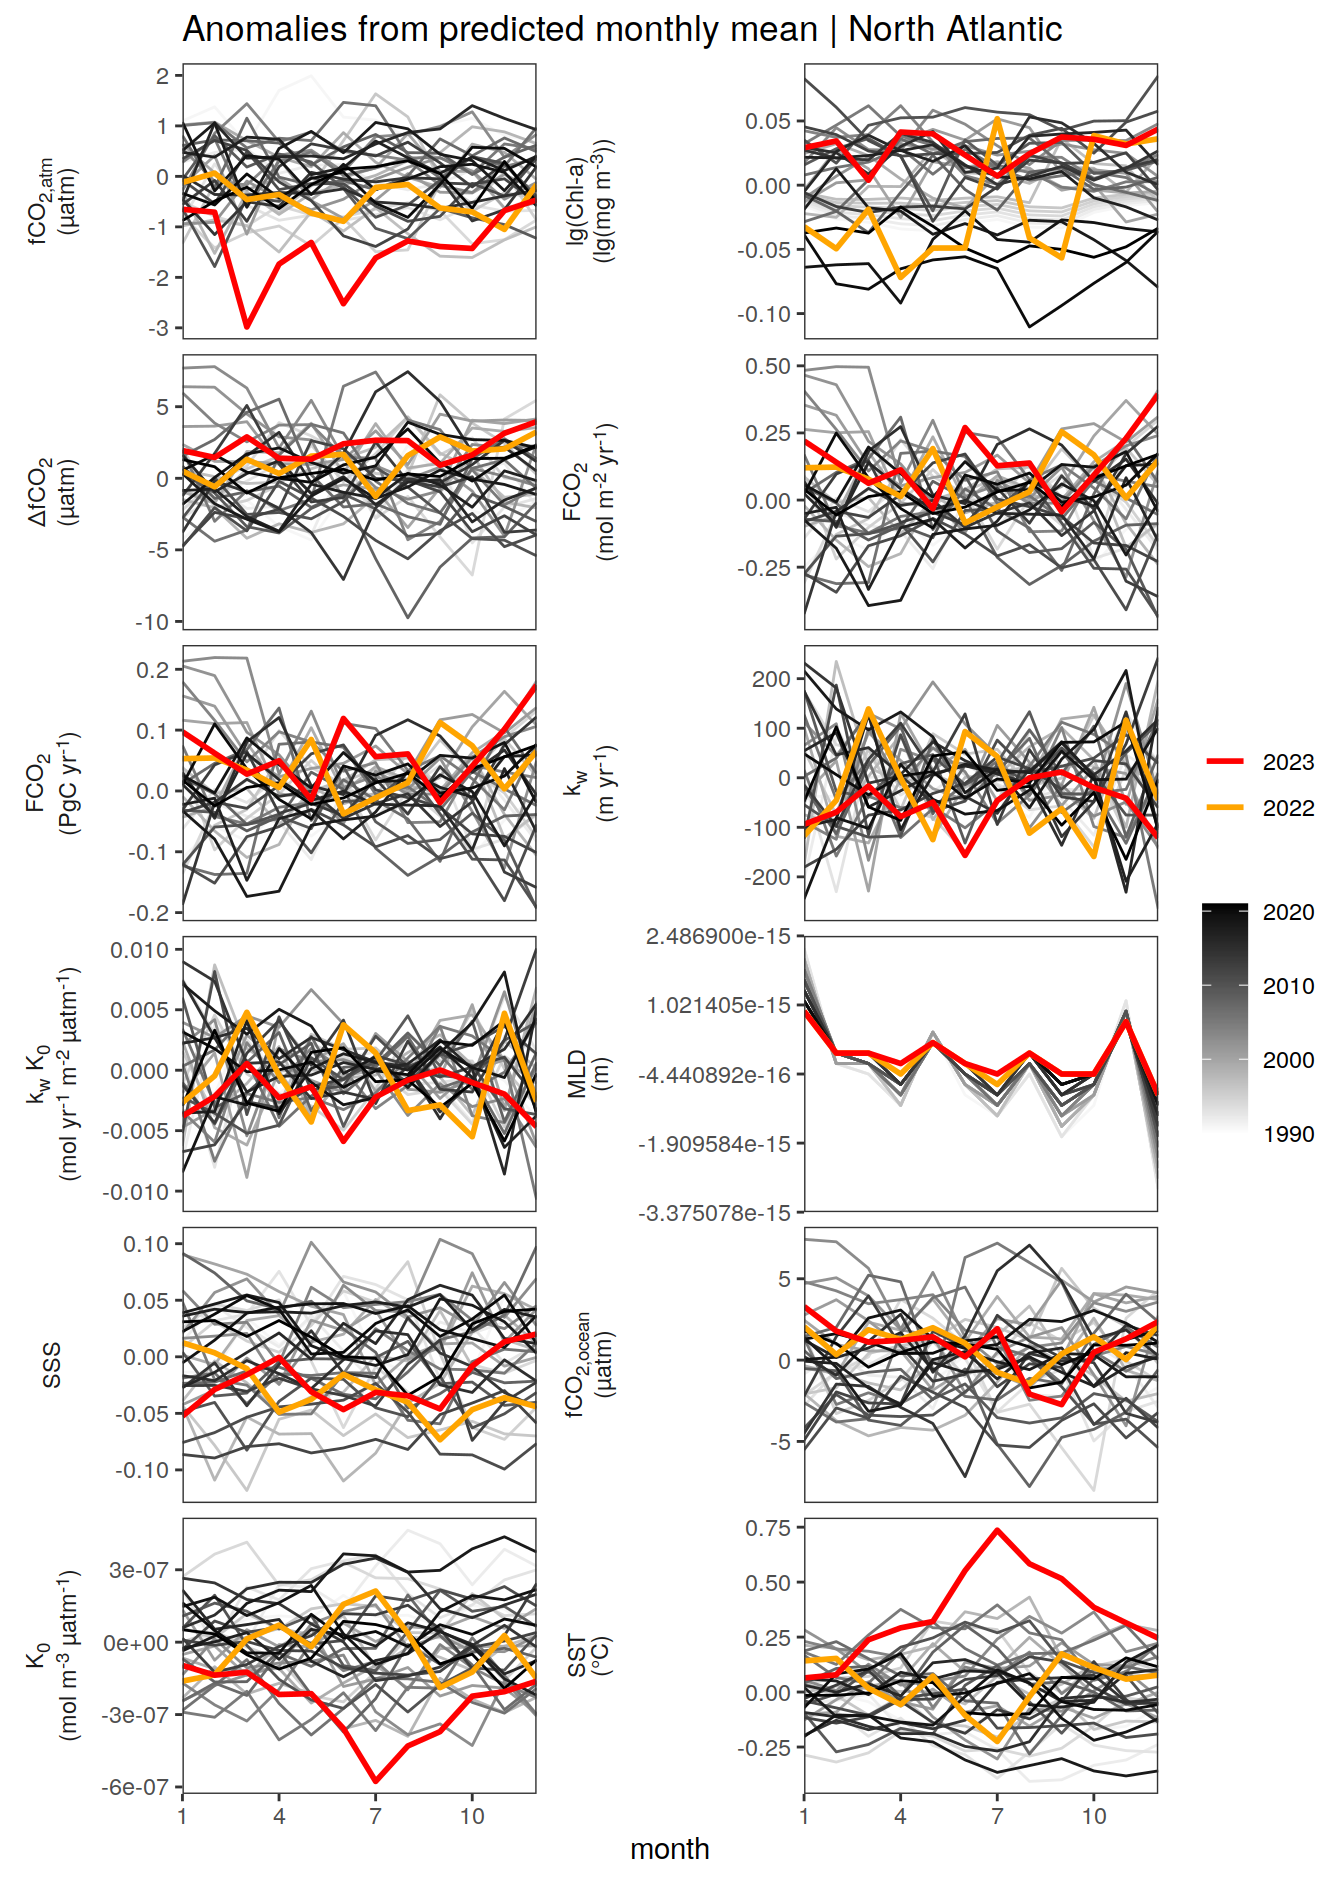 Anomalies from predicted monthly mean | North Atlantic
fCO2,atm
(µatm)
2
1
0
-1
-2
-3
lg(Chl-a)
(lg(mg m-3))
0.05
0.00
-0.05
-0.10
ΔfCO2
(µatm)
5
0
-5
-10
FCO2
(mol m-2 yr-1)
0.50
0.25
0.00
-0.25
FCO2
(PgC yr-1)
0.2
0.1
0.0
-0.1
-0.2
kw
(m yr-1)
200
100
0
-100
-200
kw K0
(mol yr-1 m-2 µatm-1)
0.010
0.005
0.000
-0.005
-0.010
MLD
(m)
2.486900e-15
1.021405e-15
-4.440892e-16
-1.909584e-15
-3.375078e-15
SSS
0.10
0.05
0.00
-0.05
-0.10
fCO2,ocean
(µatm)
5
0
-5
K0
(mol m-3 µatm-1)
3e-07
0e+00
-3e-07
-6e-07
SST
(°C)
0.75
0.50
0.25
0.00
-0.25
1 4 7 10
1 4 7 10
month
2023
2022
2020
2010
2000
1990